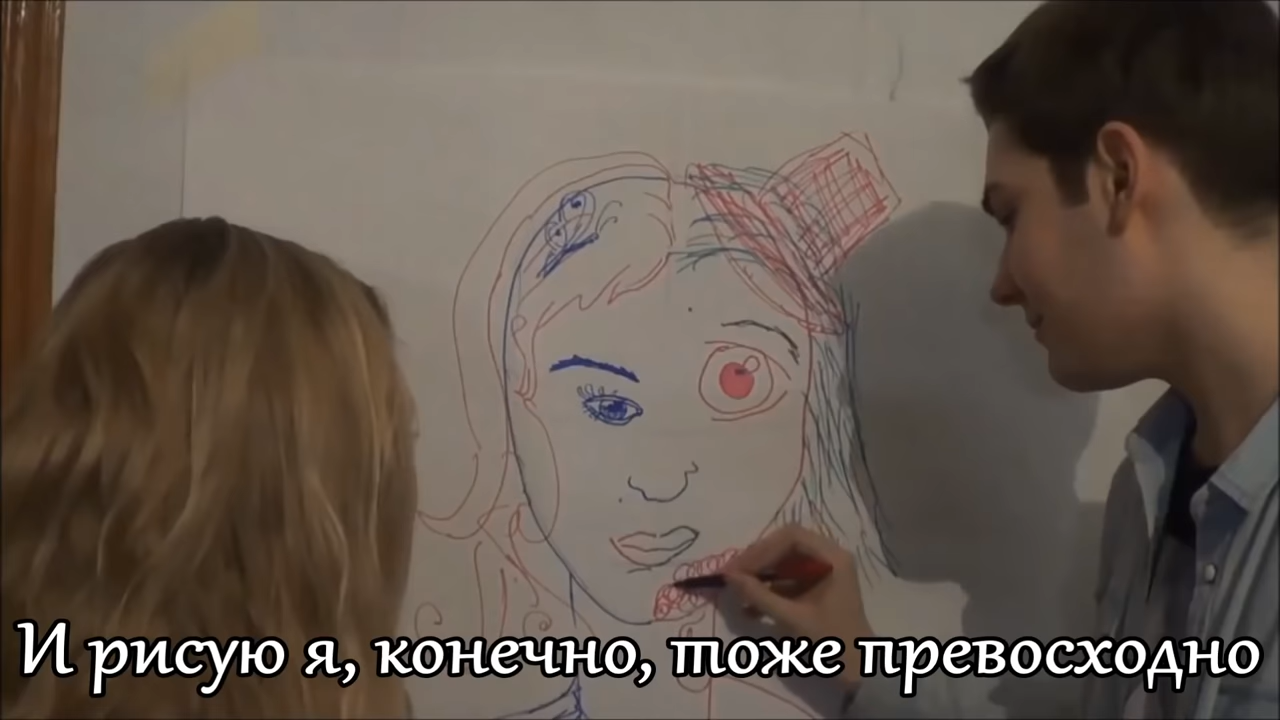 И рисую я, конечно, тоже превосходно